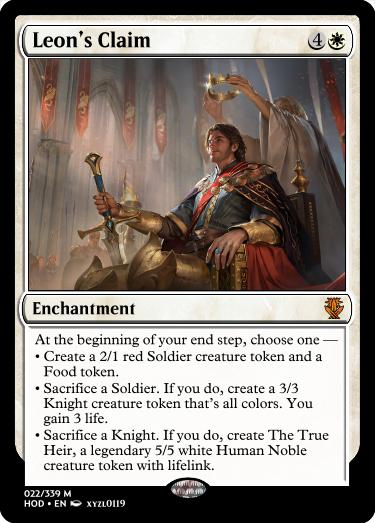 Leon's Claim 4
Enchantment
At the beginning of your end step, choose one —
• Create a 2/1 red Soldier creature token and a
Food token.
• Sacrifice a Soldier. If you do, create a 3/3
Knight creature token that's all colors. You
gain 3 life.
• Sacrifice a Knight. If you do, create The True
Heir, a legendary 5/5 white Human Noble
creature token with lifelink.
022/339 M
HOD • EN XYZL0119